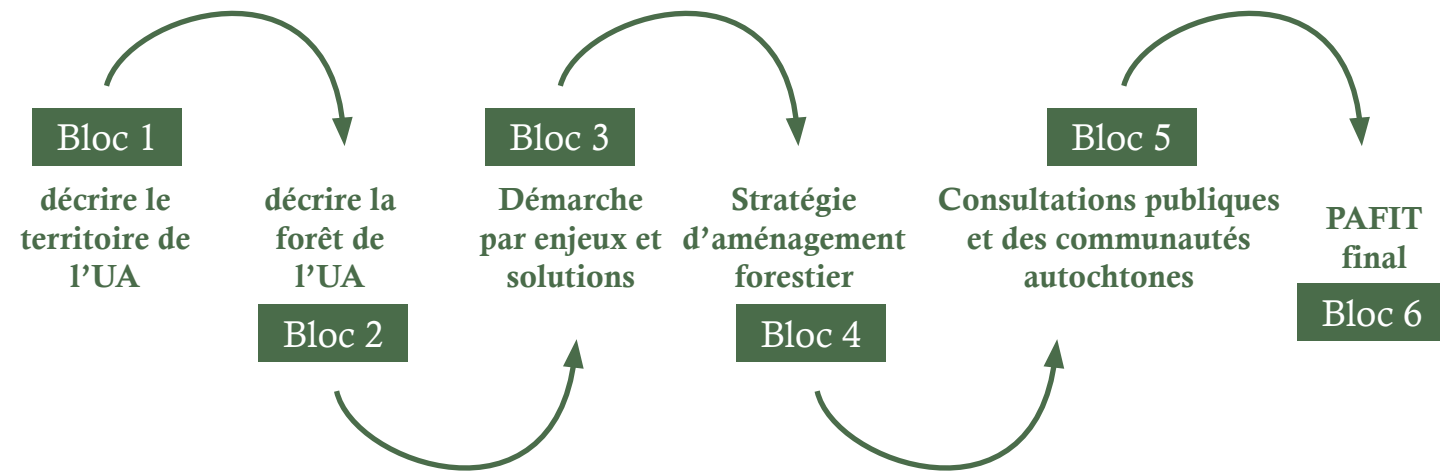 Bloc 1
décrire le
territoire de
l’UA
décrire la
forêt de
l’UA
Bloc 2
Bloc 3
Démarche
par enjeux et
solutions
Stratégie
d’aménagement
forestier
Bloc 4
Bloc 5
Consultations publiques
et des communautés
autochtones
PAFIT
final
Bloc 6